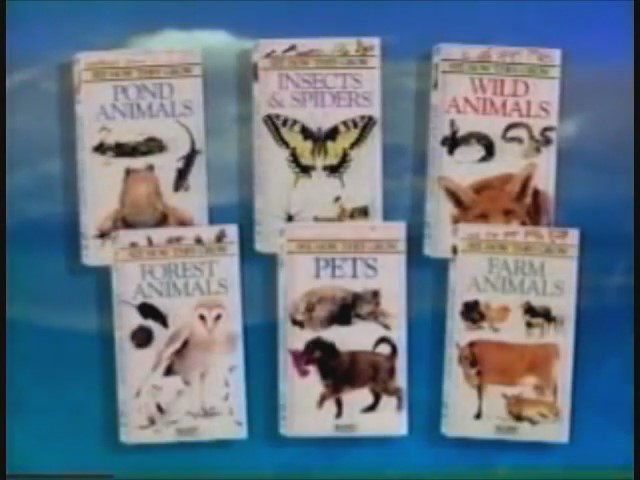 SEE HOW THEY GROW
POND
ANIMALS
SEE HOW THEY GROW
INSECTS
& SPIDERS
SEE HOW THEY GROW
WILD
ANIMALS
SEE HOW THEY GROW
FOREST
ANIMALS
SEE HOW THEY GROW
PETS
SEE HOW THEY GROW
FARM
ANIMALS